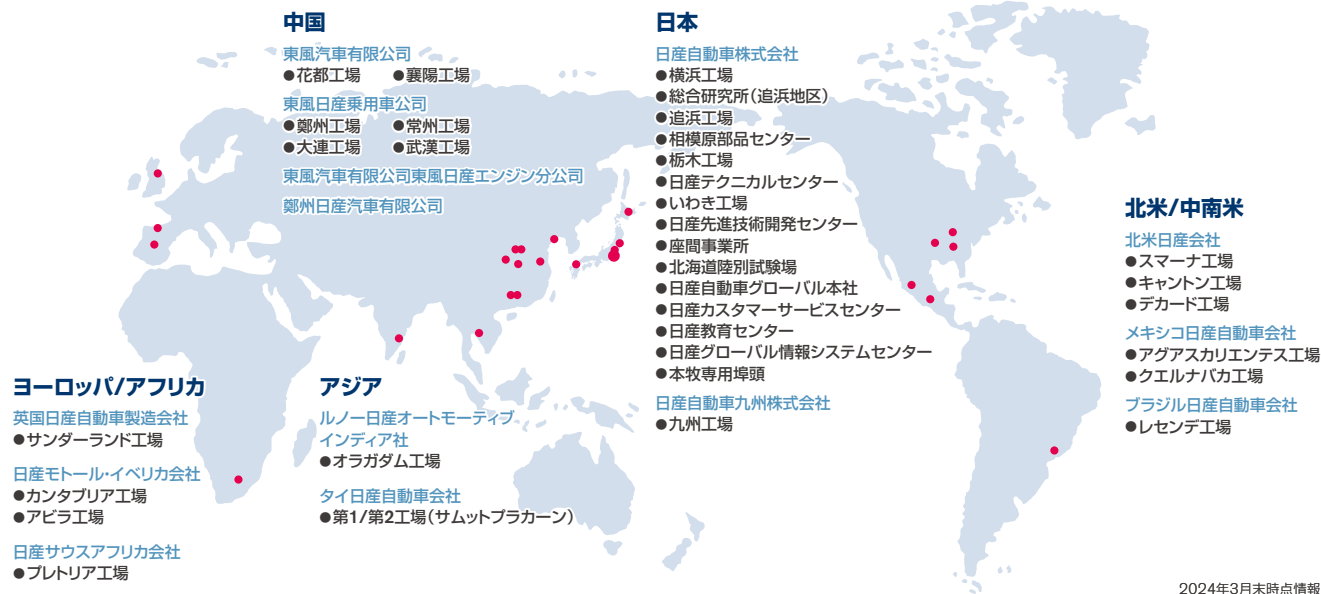 中国
東風汽車有限公司
●花都工場 ●襄陽工場
東風日産乗用車公司
●鄭州工場 ●常州工場
●大連工場 ●武漢工場
東風汽車有限公司東風日産エンジン分公司
鄭州日産汽車有限公司
日本
日産自動車株式会社
●横浜工場
●総合研究所（追浜地区）
●追浜工場
●相模原部品センター
●栃木工場
●日産テクニカルセンター
●いわき工場
●日産先進技術開発センター
●座間事業所
●北海道陸別試験場
●日産自動車グローバル本社
●日産カスタマーサービスセンター
●日産教育センター
●日産グローバル情報システムセンター
●本牧専用埠頭
日産自動車九州株式会社
●九州工場
北米/中南米
北米日産会社
●スマーナ工場
●キャントン工場
●デカード工場
メキシコ日産自動車会社
●アグアスカリエンテス工場
●クエルナバカ工場
ブラジル日産自動車会社
●レセンデ工場
ヨーロッパ/アフリカ
英国日産自動車製造会社
●サンダーランド工場
日産モトール・イベリカ会社
●カンタブリア工場
●アビラ工場
日産サウスアフリカ会社
●プレトリア工場
アジア
ルノー日産オートモーティブ
インディア社
●オラガダム工場
タイ日産自動車会社
●第1/第2工場（サムットプラカーン）
2024年3月末時点情報